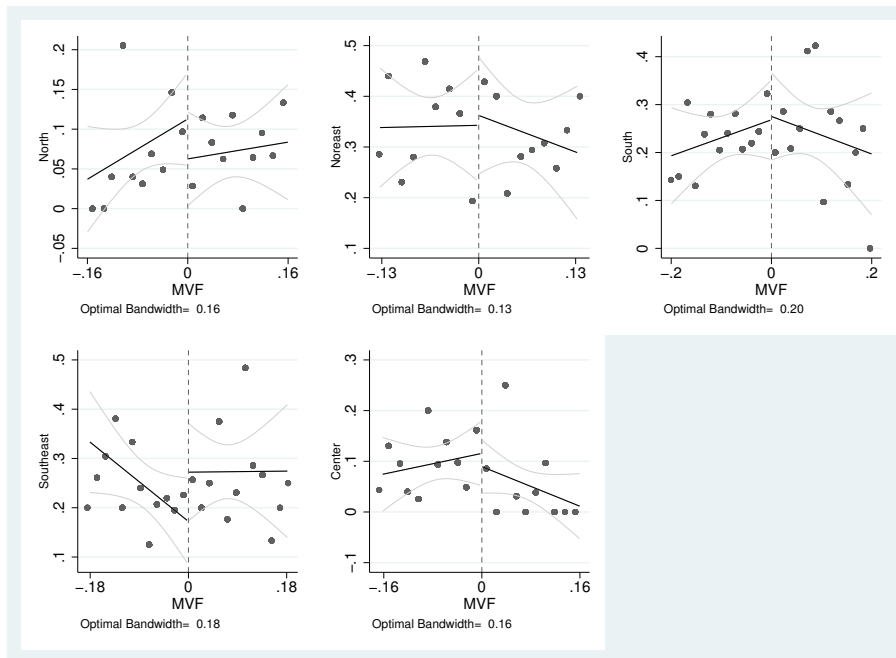 North
.2
.15
.1
.05
0
-.05
-.16 0 .16
MVF
Optimal Bandwidth= 0.16
Noreast
.5
.4
.3
.2
.1
-.13 0 .13
MVF
Optimal Bandwidth= 0.13
South
.4
.3
.2
.1
0
-.2 0 .2
MVF
Optimal Bandwidth= 0.20
Southeast
.5
.4
.3
.2
.1
-.18 0 .18
MVF
Optimal Bandwidth= 0.18
Center
.3
.2
.1
0
-.1
-.16 0 .16
MVF
Optimal Bandwidth= 0.16